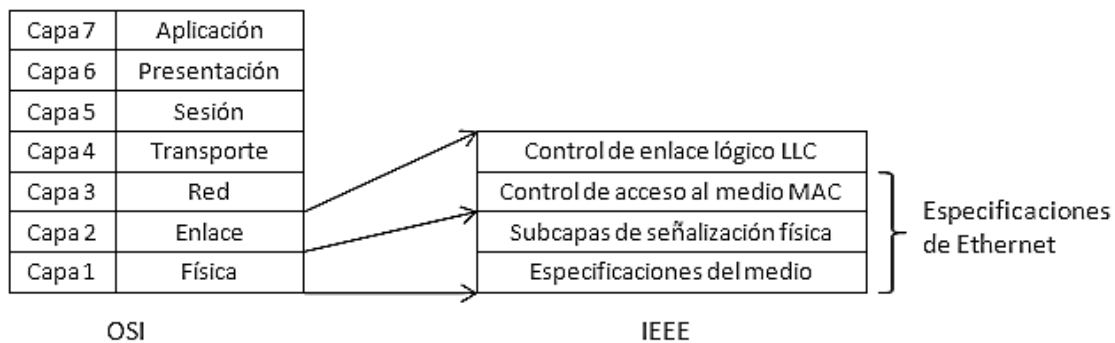 Capa 7 Aplicación
Capa 6 Presentación
Capa 5 Sesión
Capa 4 Transporte
Capa 3 Red
Capa 2 Enlace
Capa 1 Física
OSI
Control de enlace lógico LLC
Control de acceso al medio MAC
Subcapas de señalización física
Especificaciones del medio
IEEE
Especificaciones
de Ethernet